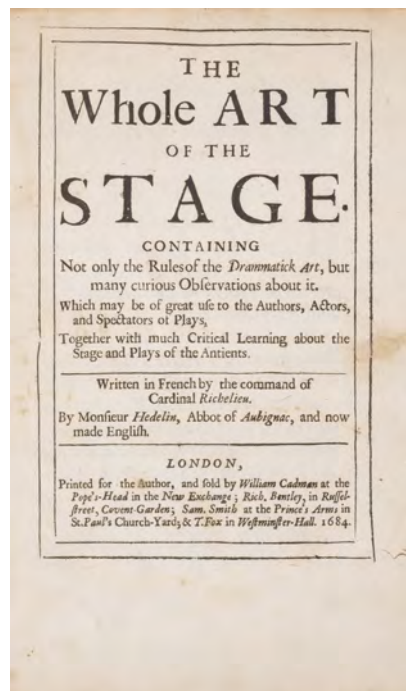 THE
Whole ART
OF THE
STAGE.
CONTAINING
Not only the Rules of the Drammatick Art, but
many curious Obſervations about it.
Which may be of great uſe to the Authors, Actors,
and Spectators of Plays,
Together with much Critical Learning about the
Stage and Plays of the Antients.
Written in French by the command of
Cardinal Richelieu.
By Monſieur Hedelin, Abbot of Aubignac, and now
made Engliſh.
LONDON,
Printed for the Author, and ſold by William Cadman at the
Pope's-Head in the New Exchange; Rich. Bentley, in Ruſſel-
ſtreet, Covent-Garden; Sam. Smith at the Prince's Arms in
St. Paul's Church-Yard; & T. Fox in Weſtminſter-Hall. 1684.